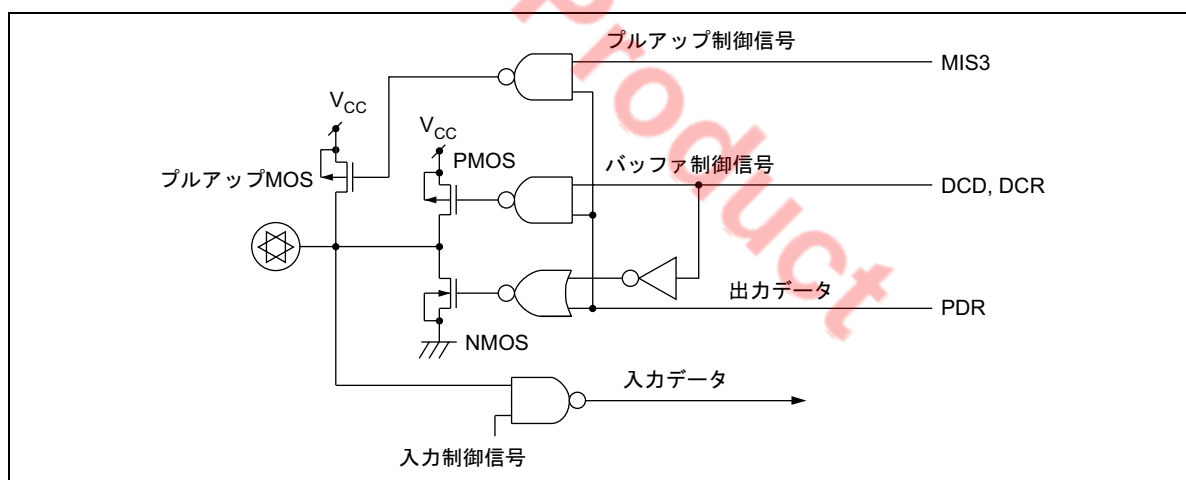 プルアップ制御信号
MIS3
V_CC
V_CC
プルアップMOS
PMOS
バッファ制御信号
DCD, DCR
出力データ
PDR
NMOS
入力データ
入力制御信号
Product